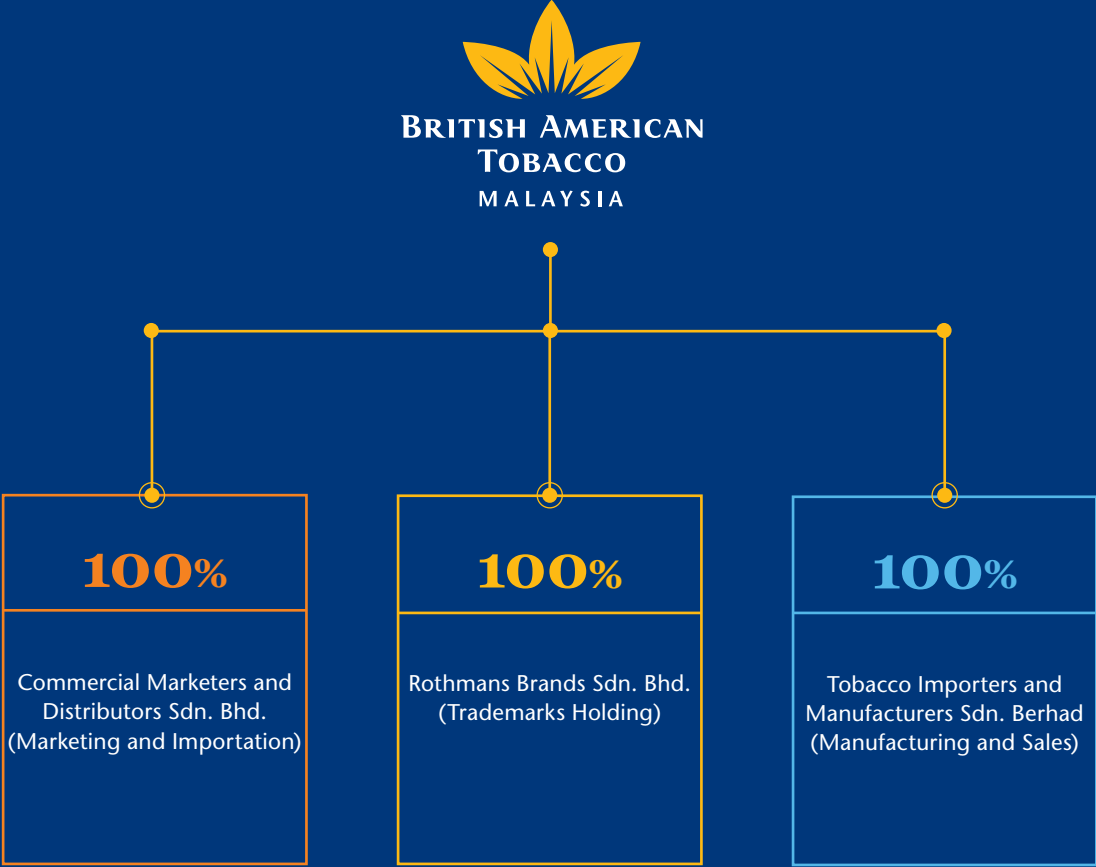 BRITISH AMERICAN
TOBACCO
MALAYSIA
100%
Commercial Marketers and
Distributors Sdn. Bhd.
(Marketing and Importation)
100%
Rothmans Brands Sdn. Bhd.
(Trademarks Holding)
100%
Tobacco Importers and
Manufacturers Sdn. Berhad
(Manufacturing and Sales)